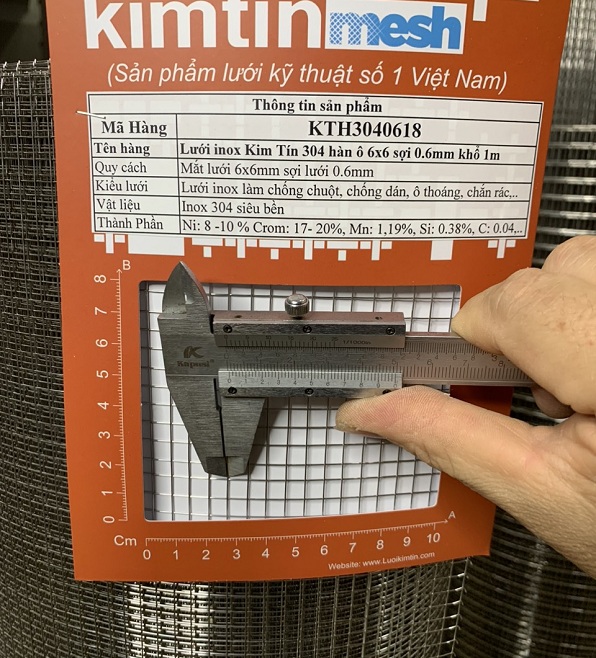 kimtin mesh
(Sản phẩm lưới kỹ thuật số 1 Việt Nam)
Thông tin sản phẩm
Mã Hàng KTH3040618
Tên hàng Lưới inox Kim Tín 304 hàn ô 6x6 sợi 0.6mm khổ 1m
Quy cách Mắt lưới 6x6mm sợi lưới 0.6mm
Kiểu lưới Lưới inox làm chống chuột, chống dán, ô thoáng, chắn rác,..
Vật liệu Inox 304 siêu bền
Thành Phần Ni: 8 -10 % Crom: 17- 20%, Mn: 1,19%, Si: 0.38%, C: 0.04,..
B
8
7
6
5
4
3
2
1
0
Cm 0 1 2 3 4 5 6 7 8 9 10 A
Website: www.Luoikimtin.com